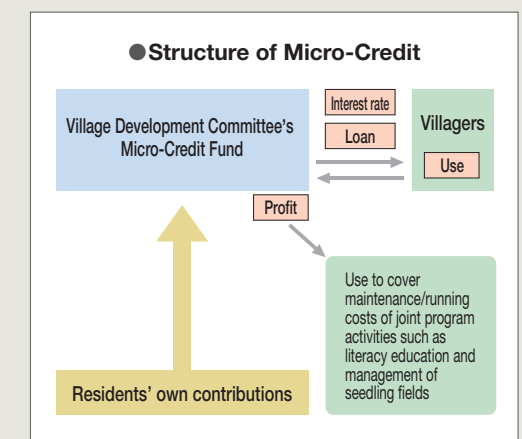 ●Structure of Micro-Credit
Village Development Committee's
Micro-Credit Fund
Interest rate
Loan
Villagers
Use
Profit
Use to cover
maintenance/running
costs of joint program
activities such as
literacy education and
management of
seedling fields
Residents' own contributions